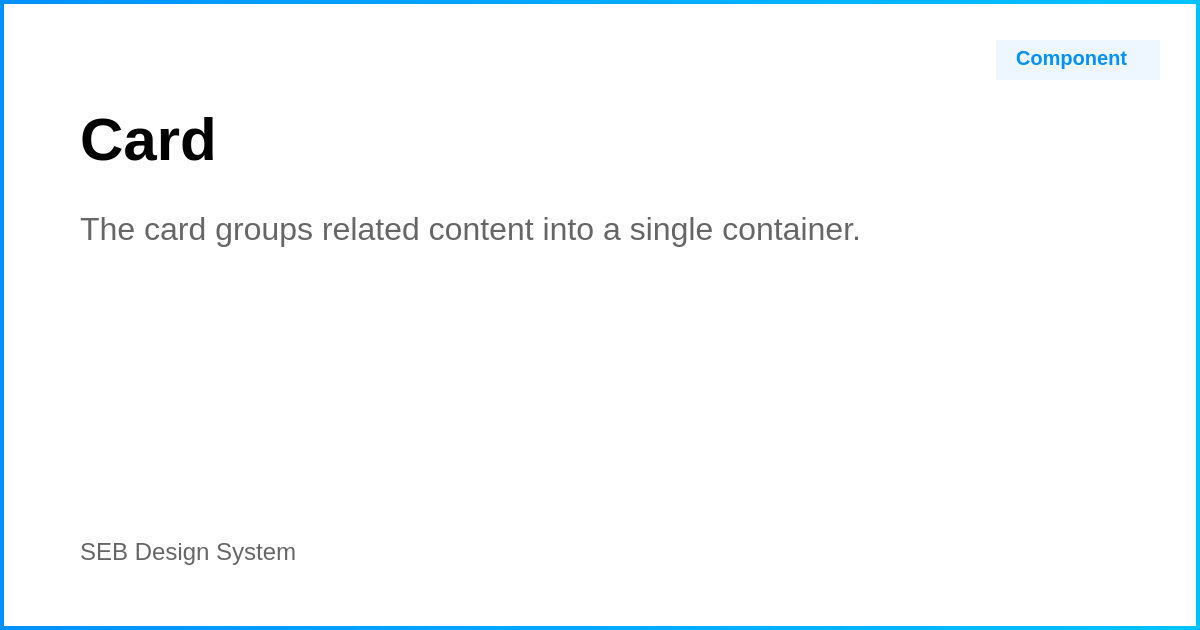 Component
Card
The card groups related content into a single container.
SEB Design System